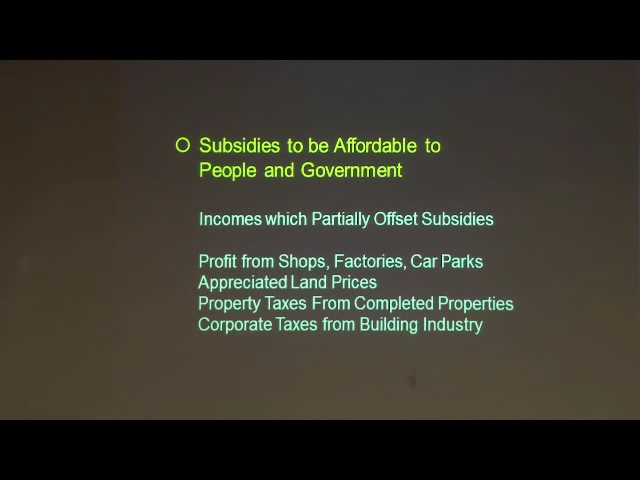 Subsidies to be Affordable to
People and Government
Incomes which Partially Offset Subsidies
Profit from Shops, Factories, Car Parks
Appreciated Land Prices
Property Taxes From Completed Properties
Corporate Taxes from Building Industry